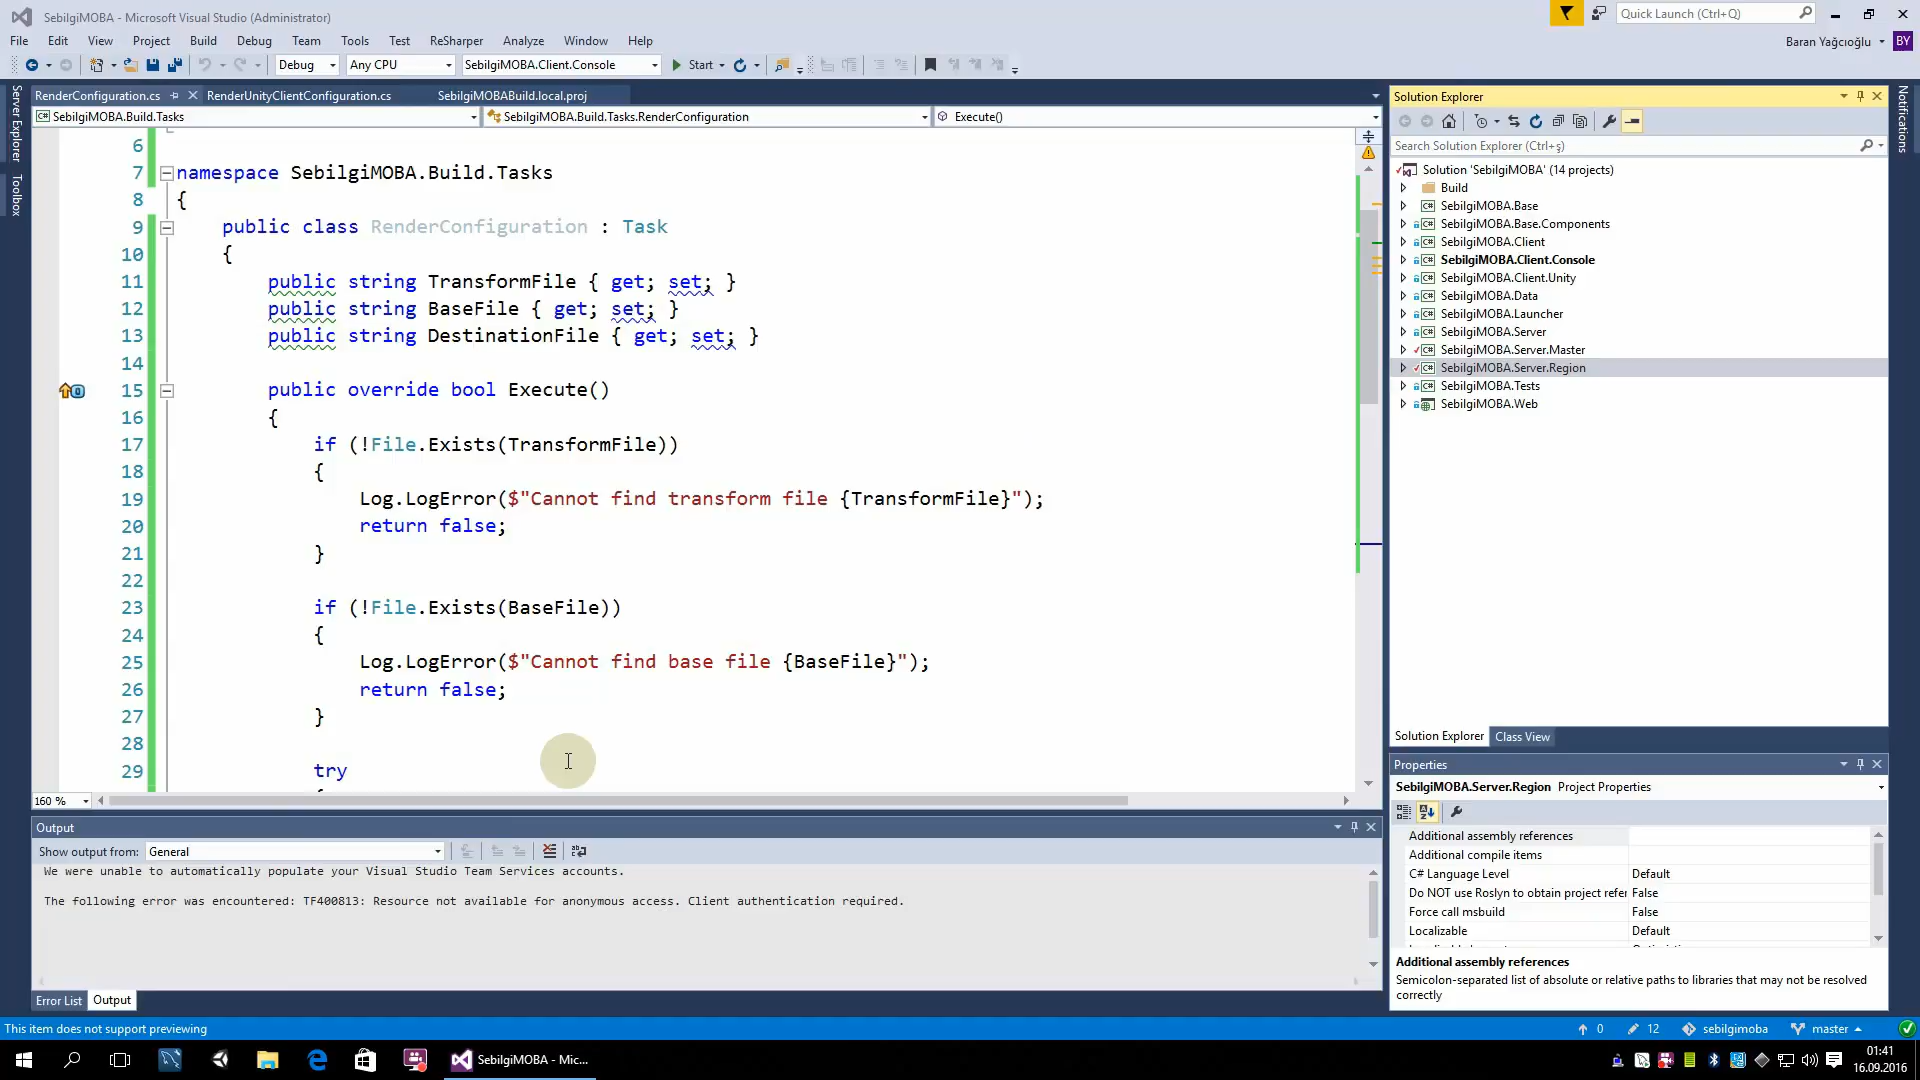 SebilgiMOBA - Microsoft Visual Studio (Administrator)
Quick Launch (Ctrl+Q)
File Edit View Project Build Debug Team Tools Test ReSharper Analyze Window Help
Baran Yağcıoğlu BY
Debug Any CPU SebilgiMOBA.Client.Console Start
Server Explorer
Toolbox
Notifications
RenderConfiguration.cs RenderUnityClientConfiguration.cs SebilgiMOBABuild.local.proj
SebilgiMOBA.Build.Tasks SebilgiMOBA.Build.Tasks.RenderConfiguration Execute()
6
7 namespace SebilgiMOBA.Build.Tasks
8 {
9 public class RenderConfiguration : Task
10 {
11 public string TransformFile { get; set; }
12 public string BaseFile { get; set; }
13 public string DestinationFile { get; set; }
14
15 public override bool Execute()
16 {
17 if (!File.Exists(TransformFile))
18 {
19 Log.LogError($"Cannot find transform file {TransformFile}");
20 return false;
21 }
22
23 if (!File.Exists(BaseFile))
24 {
25 Log.LogError($"Cannot find base file {BaseFile}");
26 return false;
27 }
28
29 try
160 %
Output
Show output from: General
We were unable to automatically populate your Visual Studio Team Services accounts.
The following error was encountered: TF400813: Resource not available for anonymous access. Client authentication required.
Error List Output
Solution Explorer
Search Solution Explorer (Ctrl+ş)
Solution 'SebilgiMOBA' (14 projects)
Build
SebilgiMOBA.Base
SebilgiMOBA.Base.Components
SebilgiMOBA.Client
SebilgiMOBA.Client.Console
SebilgiMOBA.Client.Unity
SebilgiMOBA.Data
SebilgiMOBA.Launcher
SebilgiMOBA.Server
SebilgiMOBA.Server.Master
SebilgiMOBA.Server.Region
SebilgiMOBA.Tests
SebilgiMOBA.Web
Solution Explorer Class View
Properties
SebilgiMOBA.Server.Region Project Properties
Additional assembly references
Additional compile items
C# Language Level Default
Do NOT use Roslyn to obtain project refer False
Force call msbuild False
Localizable Default
Additional assembly references
Semicolon-separated list of absolute or relative paths to libraries that may not be resolved
correctly
This item does not support previewing
0 12 sebilgimoba master
SebilgiMOBA - Mic...
01:41
16.09.2016